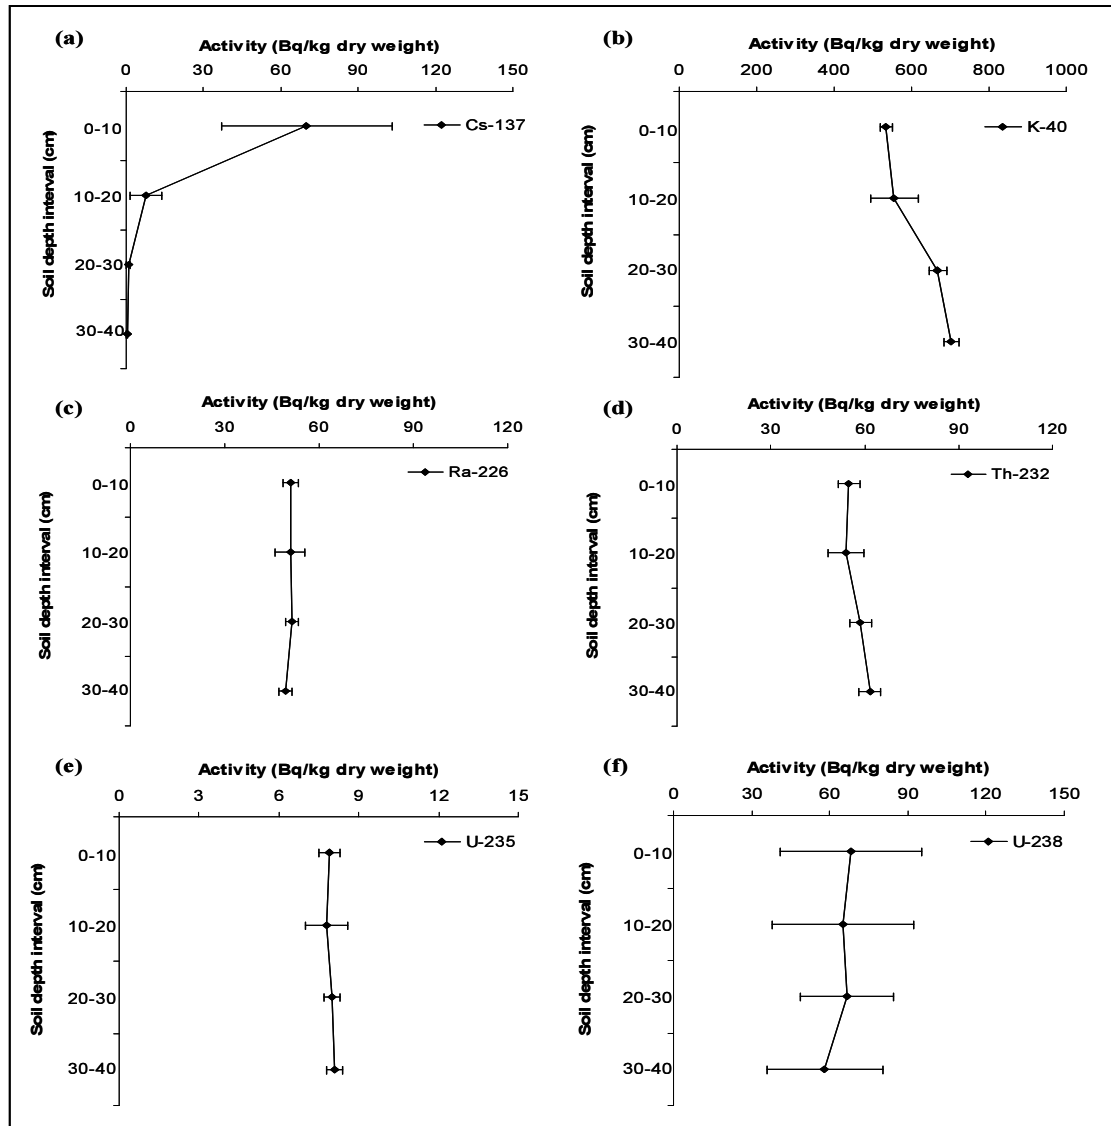 (a)
Activity (Bq/kg dry weight)
0 30 60 90 120 150
Soil depth interval (cm)
0-10
10-20
20-30
30-40
Cs-137
(b)
Activity (Bq/kg dry weight)
0 200 400 600 800 1000
Soil depth interval (cm)
0-10
10-20
20-30
30-40
K-40
(c)
Activity (Bq/kg dry weight)
0 30 60 90 120
Soil depth interval (cm)
0-10
10-20
20-30
30-40
Ra-226
(d)
Activity (Bq/kg dry weight)
0 30 60 90 120
Soil depth interval (cm)
0-10
10-20
20-30
30-40
Th-232
(e)
Activity (Bq/kg dry weight)
0 3 6 9 12 15
Soil depth interval (cm)
0-10
10-20
20-30
30-40
U-235
(f)
Activity (Bq/kg dry weight)
0 30 60 90 120 150
Soil depth interval (cm)
0-10
10-20
20-30
30-40
U-238